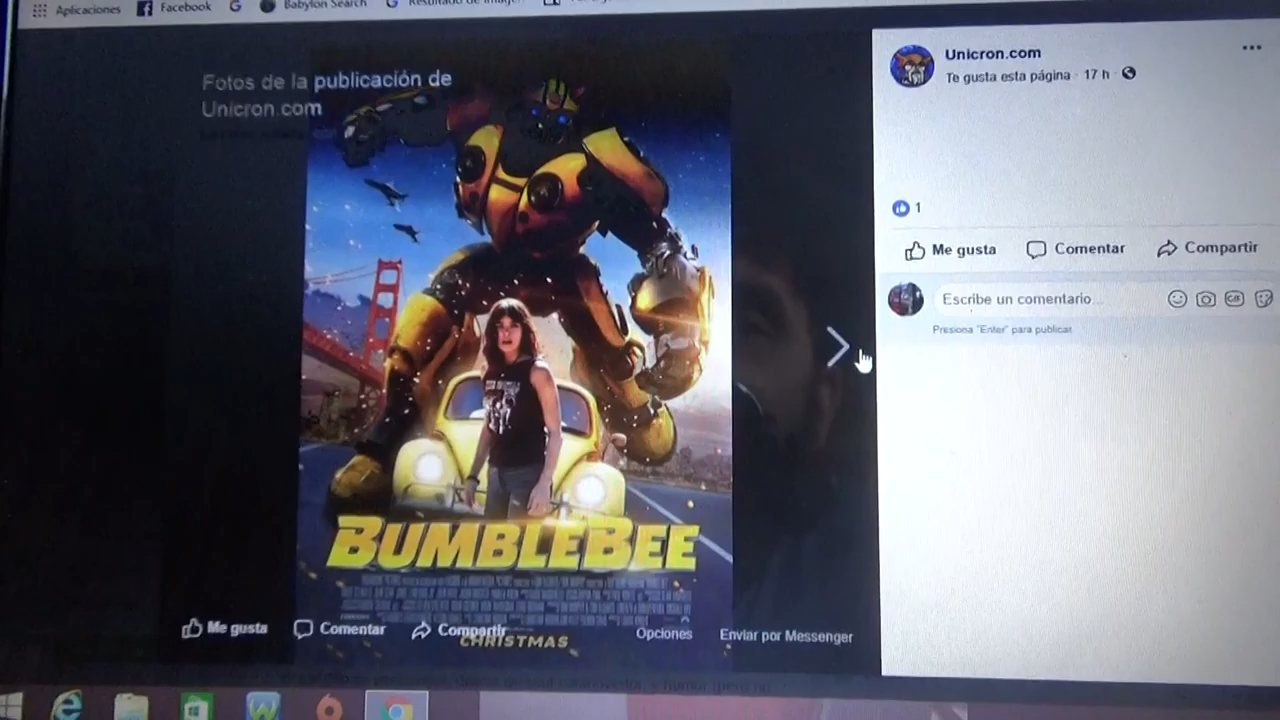 Aplicaciones
Facebook
Babylon Search
Resultado de imagen
Fotos de la publicación de
Unicron.com
BUMBLEBEE
CHRISTMAS
Me gusta
Comentar
Compartir
Opciones
Enviar por Messenger
Unicron.com
Te gusta esta página · 17 h ·
1
Me gusta
Comentar
Compartir
Escribe un comentario...
GIF
Presiona "Enter" para publicar.